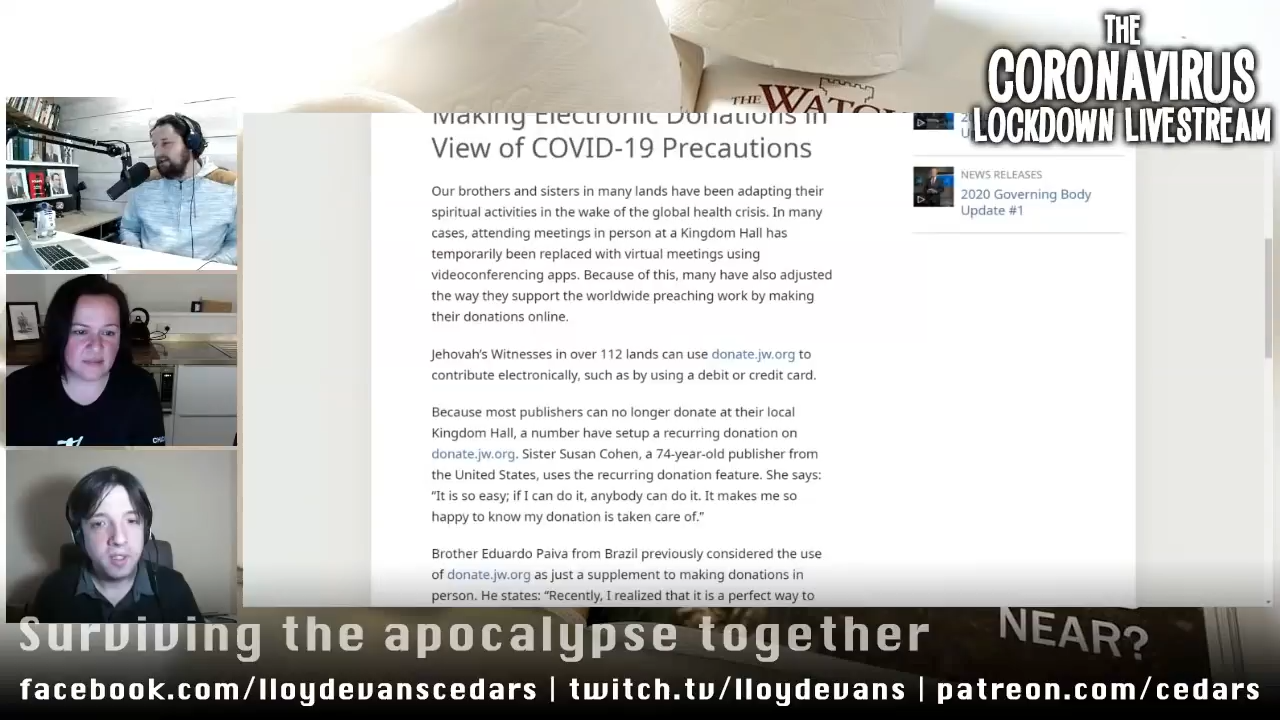 THE
CORONAVIRUS
LOCKDOWN LIVESTREAM
THE WATC
Making Electronic Donations in
View of COVID-19 Precautions
Our brothers and sisters in many lands have been adapting their
spiritual activities in the wake of the global health crisis. In many
cases, attending meetings in person at a Kingdom Hall has
temporarily been replaced with virtual meetings using
videoconferencing apps. Because of this, many have also adjusted
the way they support the worldwide preaching work by making
their donations online.
Jehovah's Witnesses in over 112 lands can use donate.jw.org to
contribute electronically, such as by using a debit or credit card.
Because most publishers can no longer donate at their local
Kingdom Hall, a number have setup a recurring donation on
donate.jw.org. Sister Susan Cohen, a 74-year-old publisher from
the United States, uses the recurring donation feature. She says:
“It is so easy; if I can do it, anybody can do it. It makes me so
happy to know my donation is taken care of.”
Brother Eduardo Paiva from Brazil previously considered the use
of donate.jw.org as just a supplement to making donations in
person. He states: “Recently, I realized that it is a perfect way to
NEWS RELEASES
2020 Governing Body
Update #1
NEAR?
Surviving the apocalypse together
facebook.com/lloydevanscedars | twitch.tv/lloydevans | patreon.com/cedars